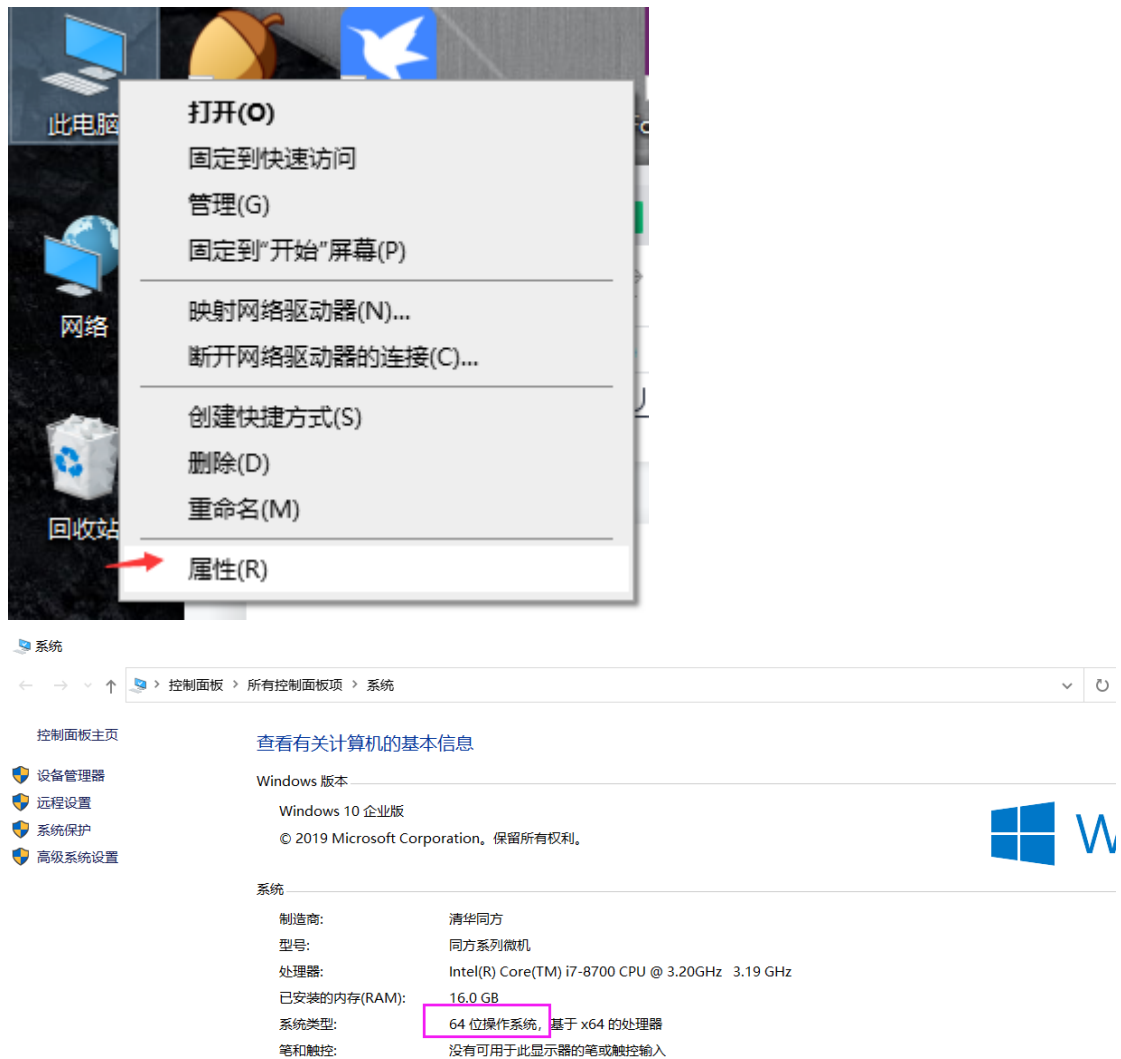 此电脑
网络
回收站
打开(O)
固定到快速访问
管理(G)
固定到“开始”屏幕(P)
映射网络驱动器(N)...
断开网络驱动器的连接(C)...
创建快捷方式(S)
删除(D)
重命名(M)
属性(R)
系统
控制面板 › 所有控制面板项 › 系统
控制面板主页
设备管理器
远程设置
系统保护
高级系统设置
查看有关计算机的基本信息
Windows 版本
Windows 10 企业版
© 2019 Microsoft Corporation。保留所有权利。
系统
制造商: 清华同方
型号: 同方系列微机
处理器: Intel(R) Core(TM) i7-8700 CPU @ 3.20GHz 3.19 GHz
已安装的内存(RAM): 16.0 GB
系统类型: 64 位操作系统, 基于 x64 的处理器
笔和触控: 没有可用于此显示器的笔或触控输入